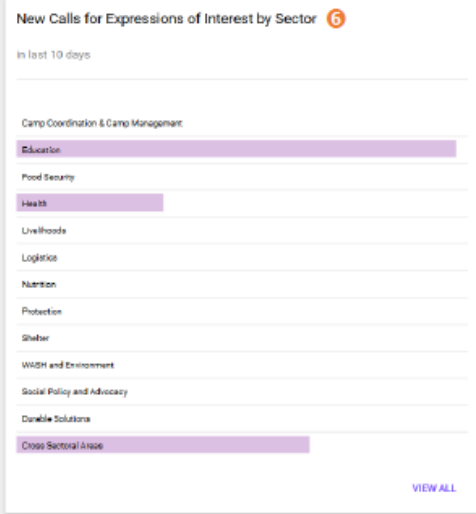 New Calls for Expressions of Interest by Sector 6
in last 10 days
Camp Coordination & Camp Management
Education
Food Security
Health
Livelihoods
Logistics
Nutrition
Protection
Shelter
WASH and Environment
Social Policy and Advocacy
Durable Solutions
Cross Sectoral Areas
VIEW ALL